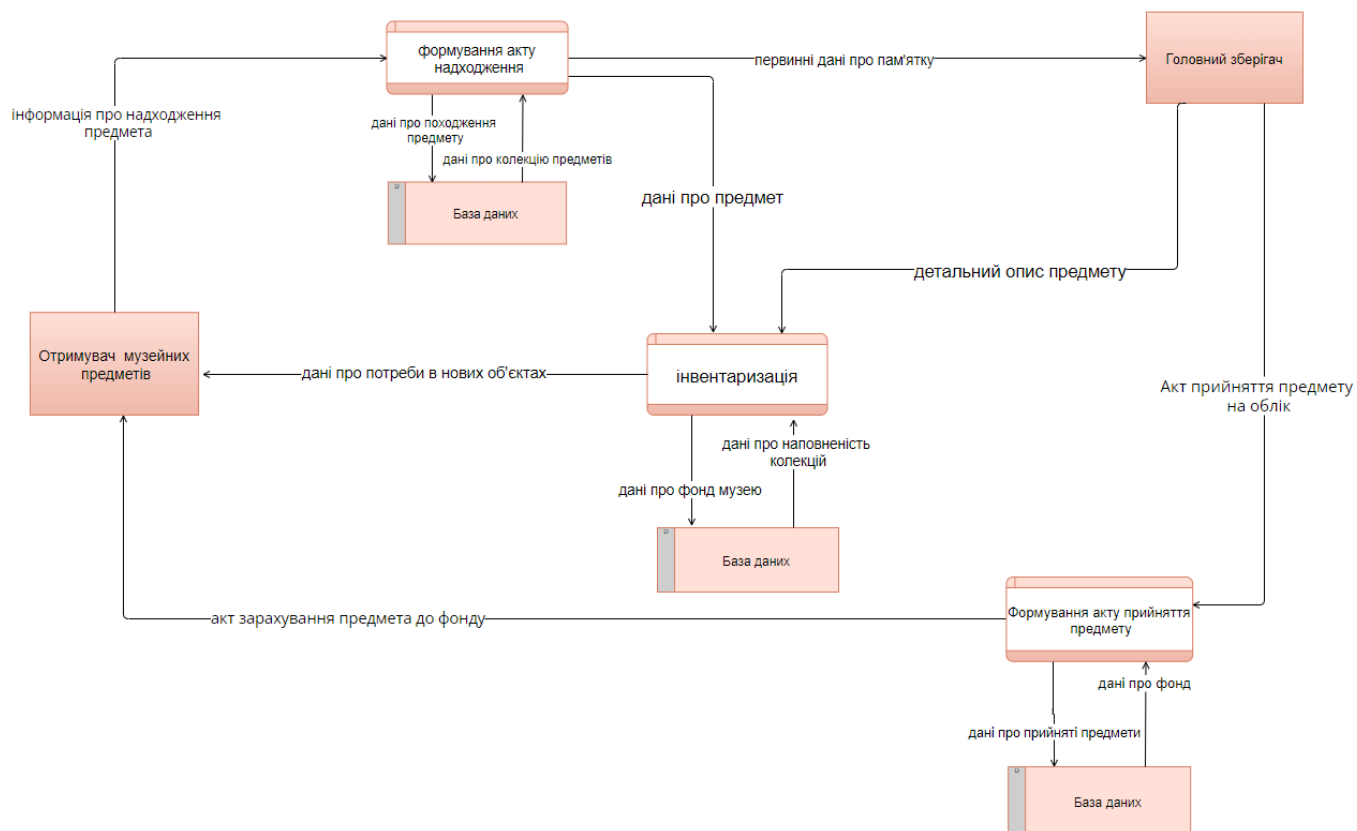 формування акту
надходження
первинні дані про пам'ятку
Головний зберігач
інформація про надходження
предмета
дані про походження
предмету
дані про колекцію предметів
База даних
дані про предмет
детальний опис предмету
Отримувач музейних
предметів
дані про потреби в нових об'єктах
інвентаризація
Акт прийняття предмету
на облік
дані про наповненість
колекцій
дані про фонд музею
База даних
акт зарахування предмета до фонду
Формування акту прийняття
предмету
дані про фонд
дані про прийняті предмети
База даних